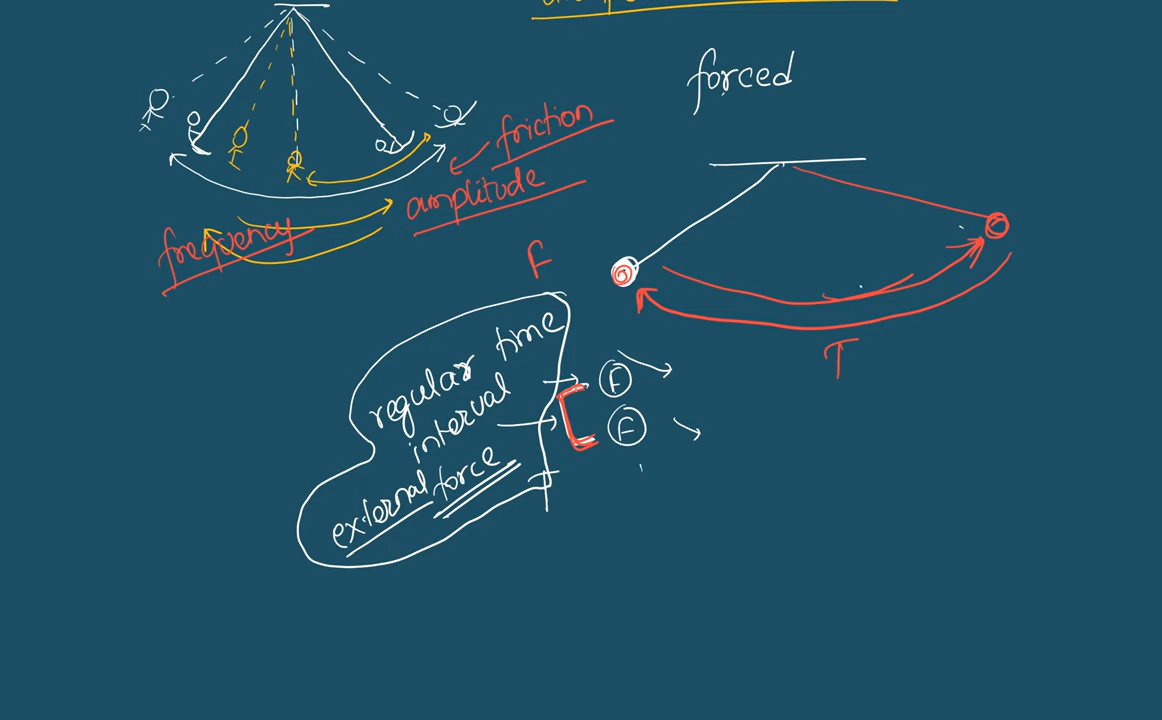 forced
friction
amplitude
frequency
F
regular time
interval
external force
F
F
T
T